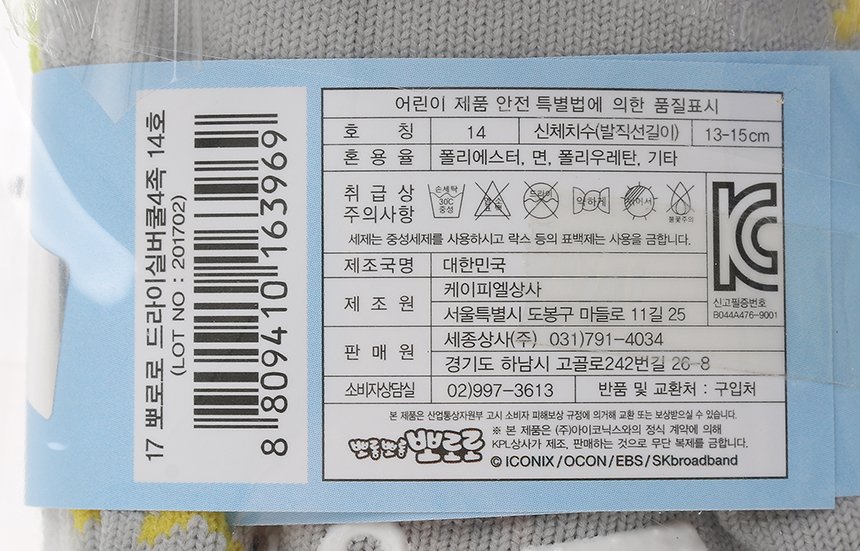 17 뽀로로 드라이실버쿨4족 14호
(LOT NO : 201702)
8 809410 163969
어린이 제품 안전 특별법에 의한 품질표시
호 칭 14 신체치수(발직선길이) 13-15cm
혼 용 율 폴리에스터, 면, 폴리우레탄, 기타
취 급 상
주의사항
손세탁
30C
중성
염소
표백
드라이
약하게
불꽃주의
세제는 중성세제를 사용하시고 락스 등의 표백제는 사용을 금합니다.
신고필증번호
B044A476-9001
제조국명 대한민국
제 조 원 케이피엘상사
서울특별시 도봉구 마들로 11길 25
판 매 원 세종상사(주) 031)791-4034
경기도 하남시 고골로242번길 26-8
소비자상담실 02)997-3613 반품 및 교환처 : 구입처
본 제품은 산업통상자원부 고시 소비자 피해보상 규정에 의거해 교환 또는 보상받으실 수 있습니다.
※ 본 제품은 (주)아이코닉스와의 정식 계약에 의해
KPL상사가 제조, 판매하는 것으로 무단 복제를 금합니다.
뽀롱뽀롱 뽀로로
© ICONIX / OCON / EBS / SKbroadband